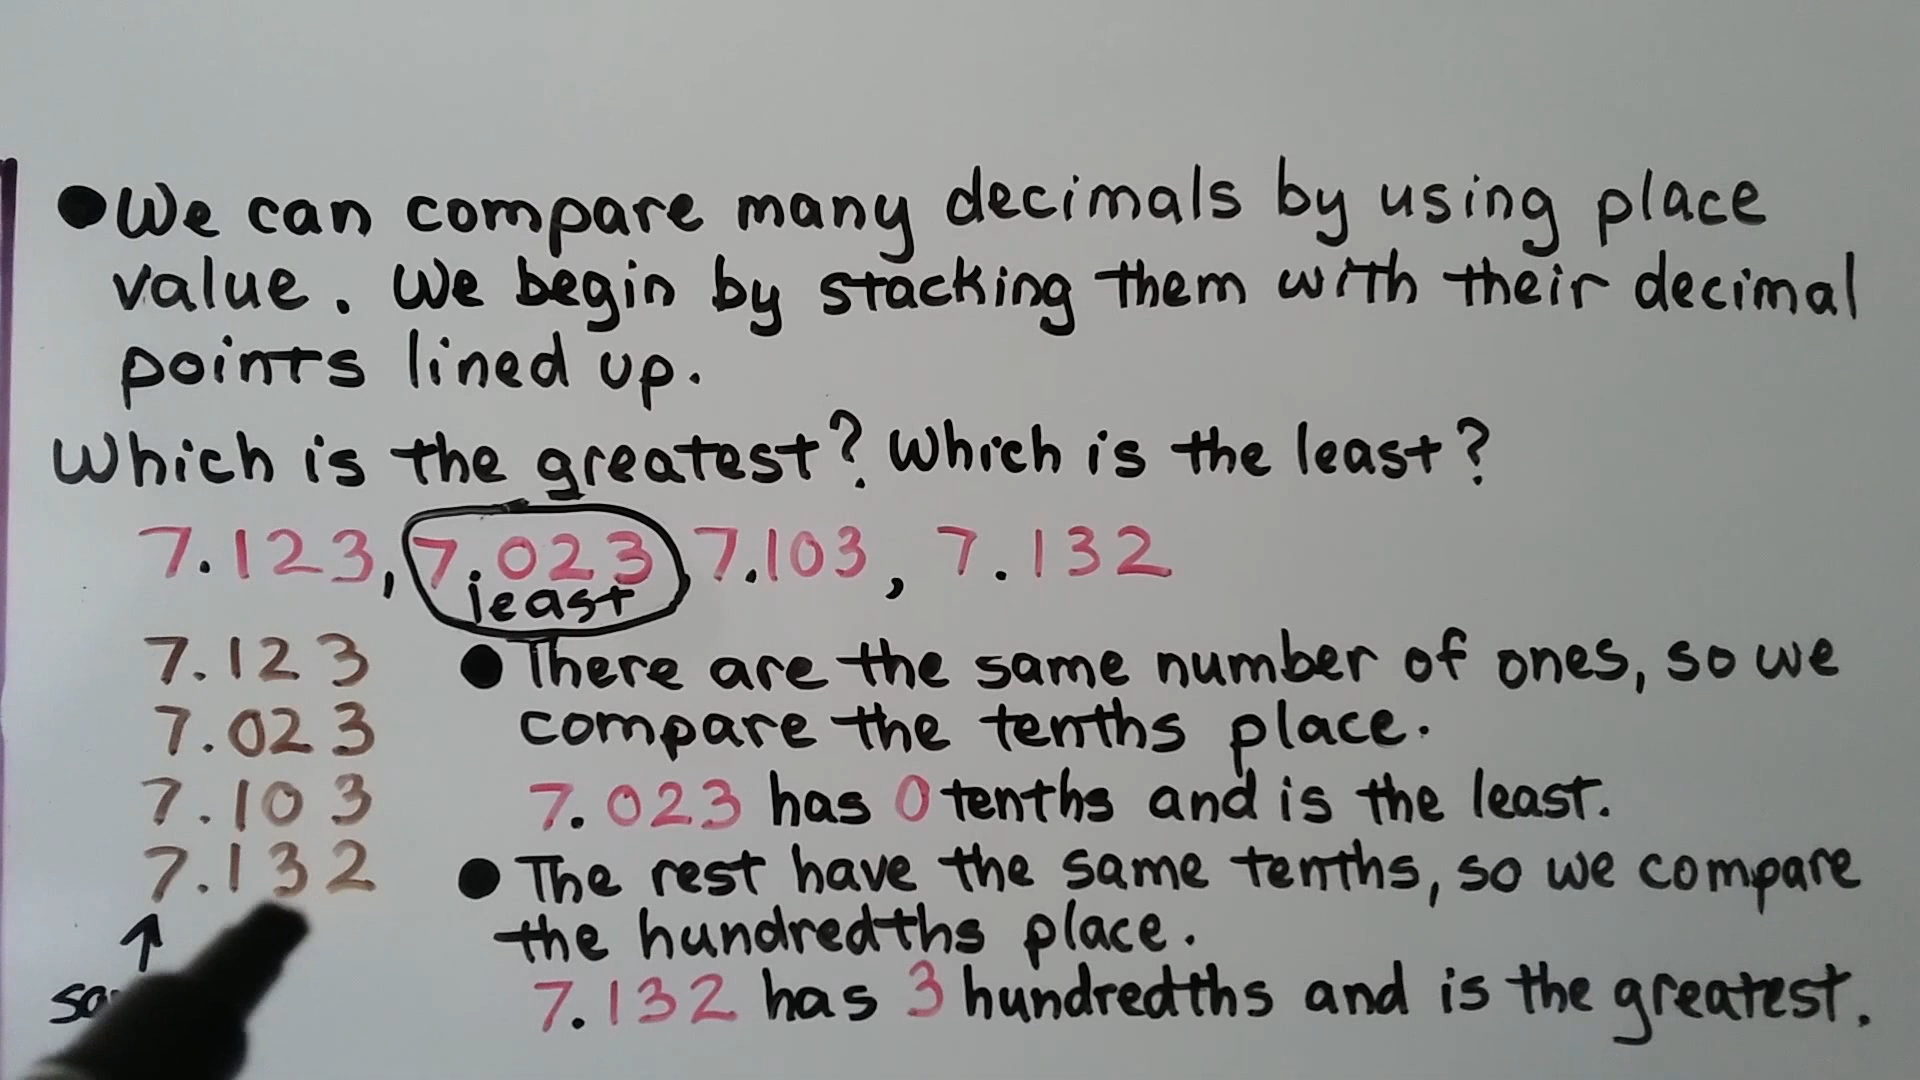 ●We can compare many decimals by using place
value. We begin by stacking them with their decimal
points lined up.
Which is the greatest? Which is the least?
7.123, 7.023 7.103, 7.132
least
7.123
7.023
7.103
7.132
● There are the same number of ones, so we
compare the tenths place.
7.023 has 0 tenths and is the least.
● The rest have the same tenths, so we compare
the hundredths place.
7.132 has 3 hundredths and is the greatest.